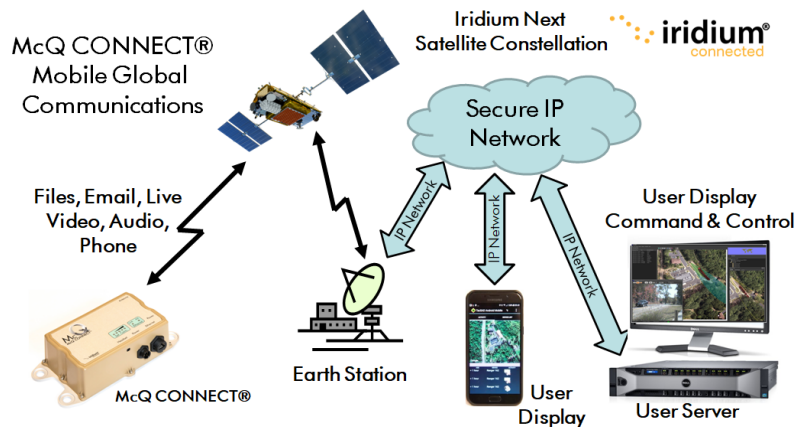 McQ CONNECT®
Mobile Global
Communications
Iridium Next
Satellite Constellation
iridium®
connected
Secure IP
Network
Files, Email, Live
Video, Audio,
Phone
IP Network
IP Network
IP Network
User Display
Command & Control
McQ
McQ CONNECT®
Earth Station
User
Display
User Server